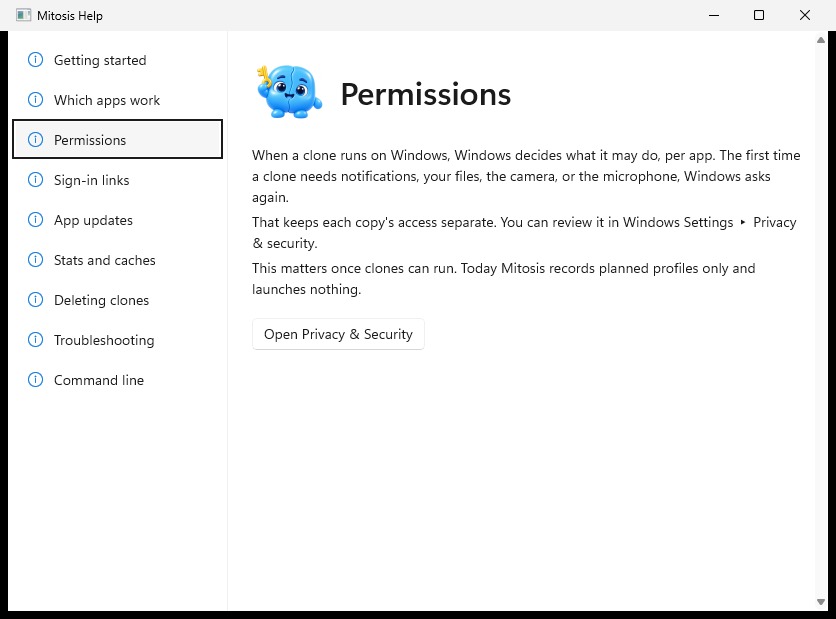 Mitosis Help
Getting started
Which apps work
Permissions
Sign-in links
App updates
Stats and caches
Deleting clones
Troubleshooting
Command line
Permissions
When a clone runs on Windows, Windows decides what it may do, per app. The first time
a clone needs notifications, your files, the camera, or the microphone, Windows asks
again.
That keeps each copy's access separate. You can review it in Windows Settings ‣ Privacy
& security.
This matters once clones can run. Today Mitosis records planned profiles only and
launches nothing.
Open Privacy & Security